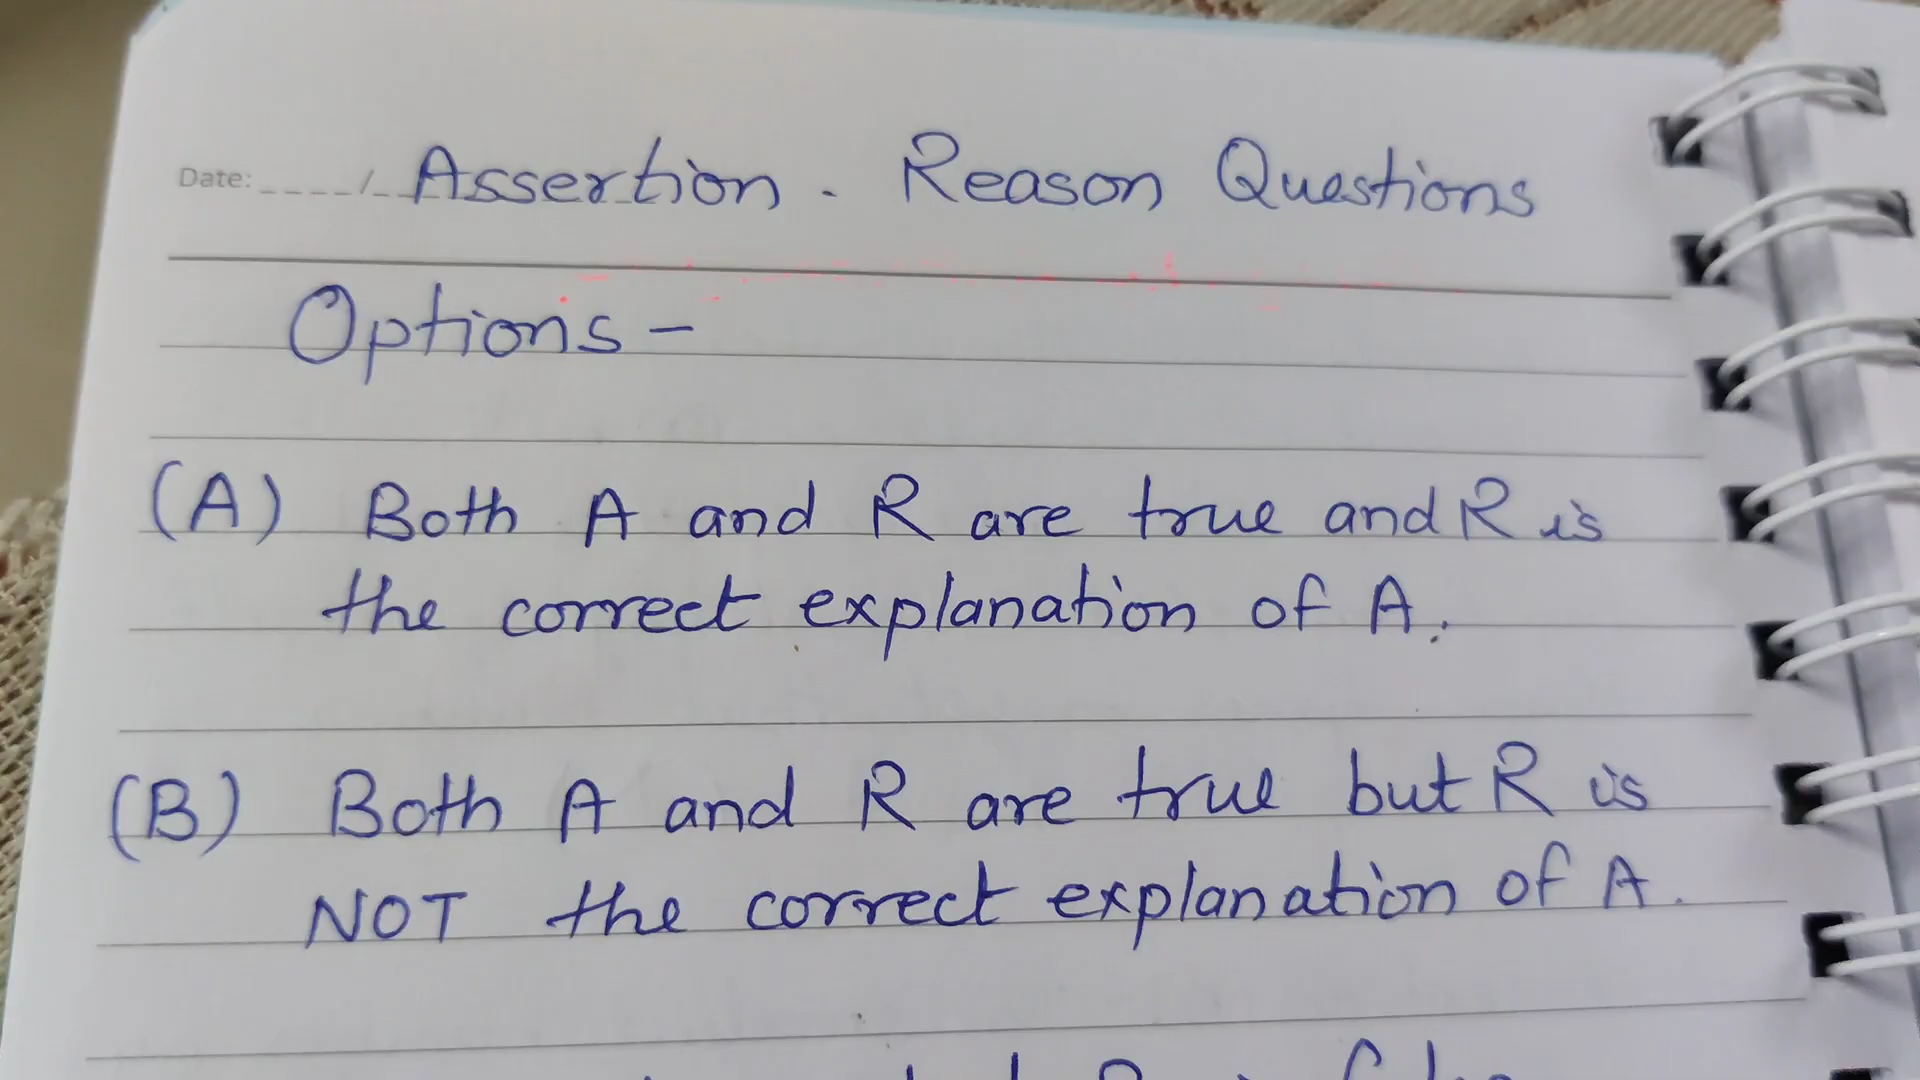 Date: ____/__ Assertion - Reason Questions
Options -
(A) Both A and R are true and R is
the correct explanation of A.
(B) Both A and R are true but R is
NOT the correct explanation of A.